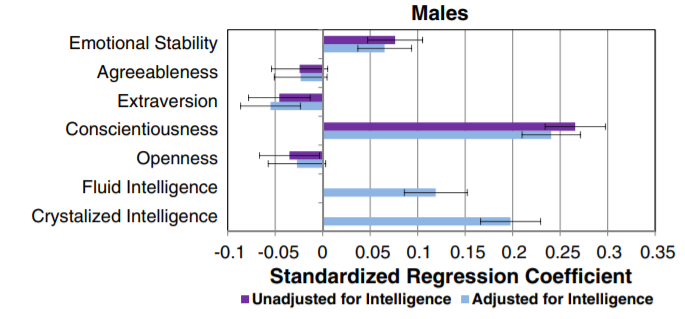 Males
Emotional Stability
Agreeableness
Extraversion
Conscientiousness
Openness
Fluid Intelligence
Crystalized Intelligence
-0.1 -0.05 0 0.05 0.1 0.15 0.2 0.25 0.3 0.35
Standardized Regression Coefficient
Unadjusted for Intelligence Adjusted for Intelligence